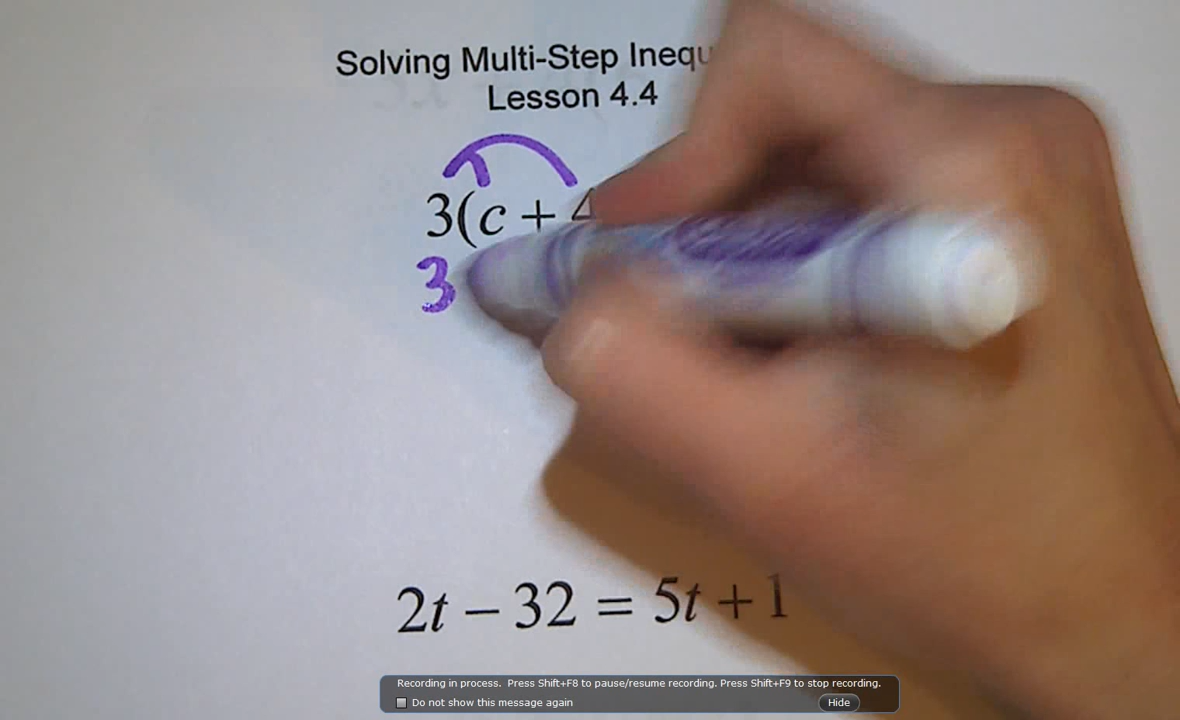 Solving Multi-Step Inequ
Lesson 4.4
3(c + 4
3
2t – 32 = 5t + 1
Recording in process. Press Shift+F8 to pause/resume recording. Press Shift+F9 to stop recording.
Do not show this message again Hide